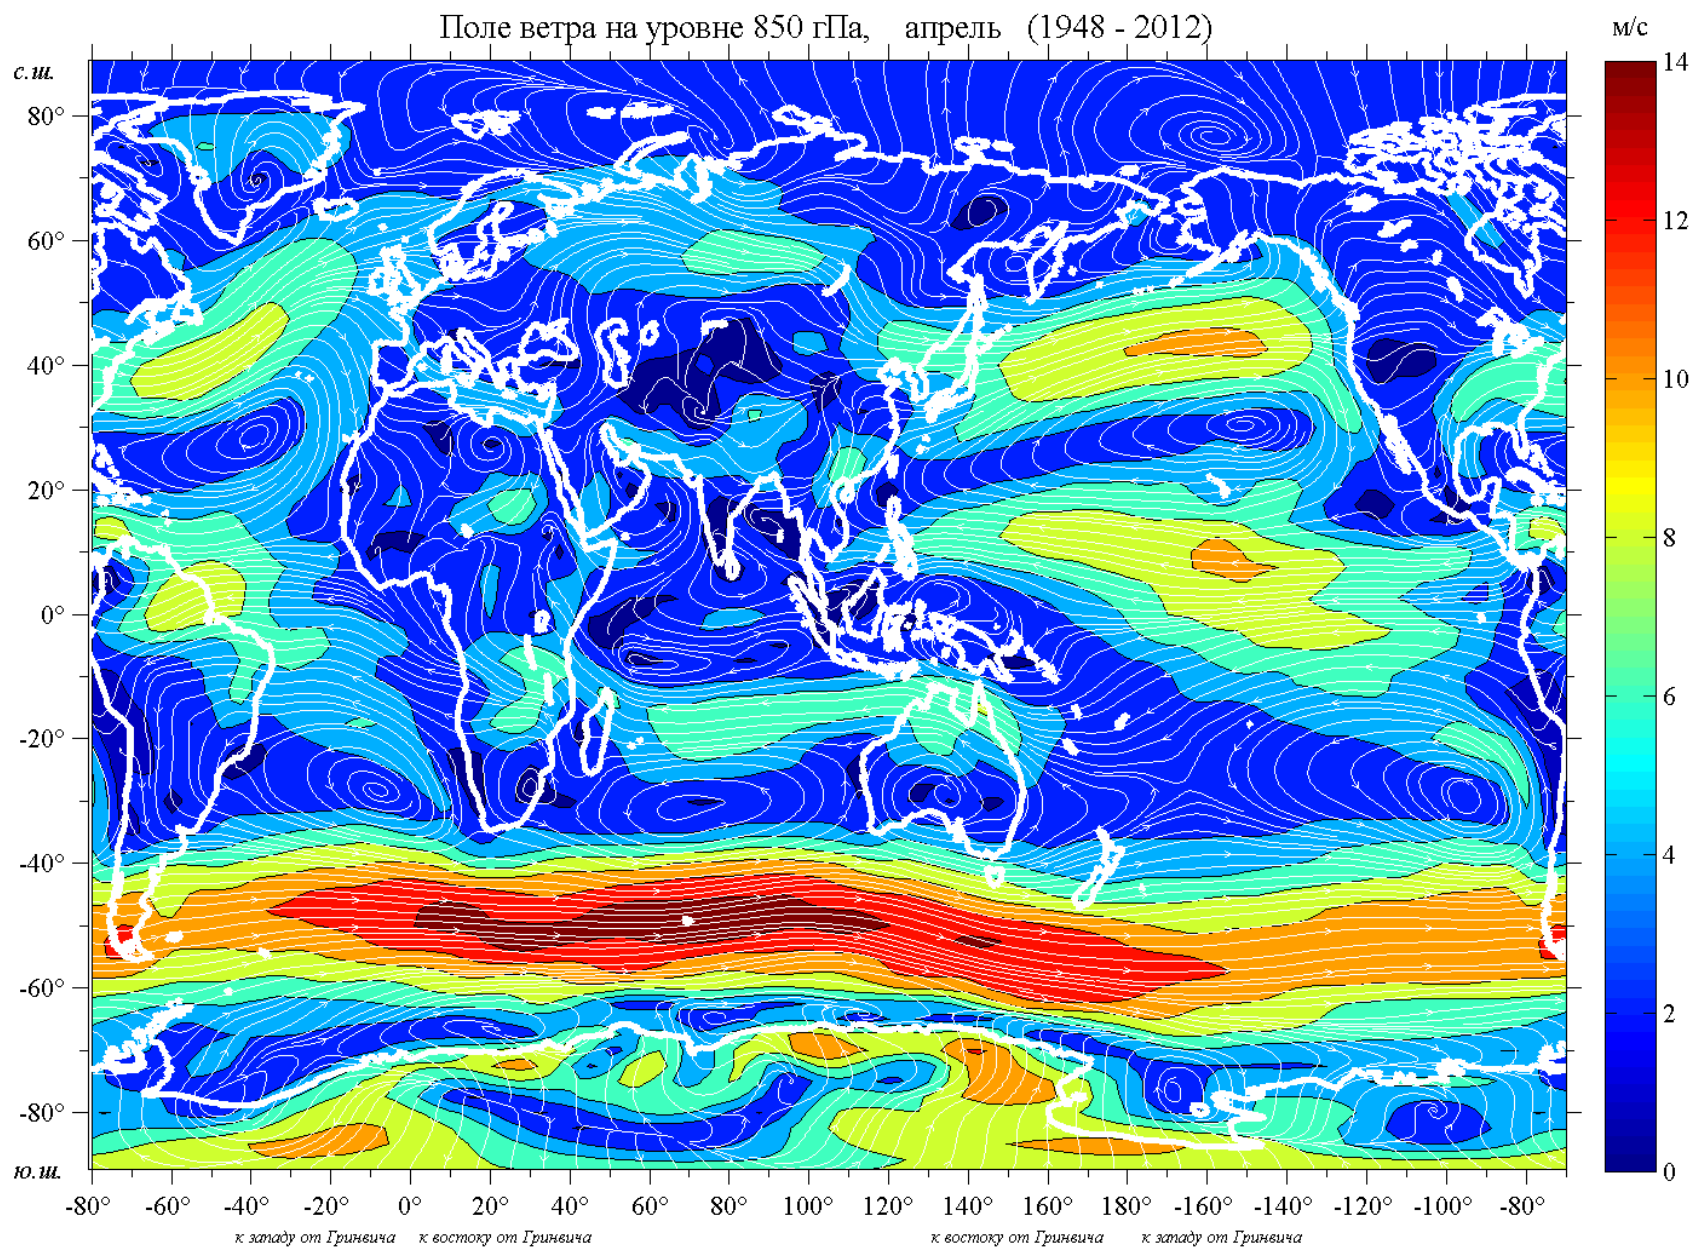 Поле ветра на уровне 850 гПа, апрель (1948 - 2012)
м/с
с.ш.
80°
60°
40°
20°
0°
-20°
-40°
-60°
-80°
ю.ш.
14
12
10
8
6
4
2
0
-80° -60° -40° -20° 0° 20° 40° 60° 80° 100° 120° 140° 160° 180° -160° -140° -120° -100° -80°
к западу от Гринвича к востоку от Гринвича к востоку от Гринвича к западу от Гринвича